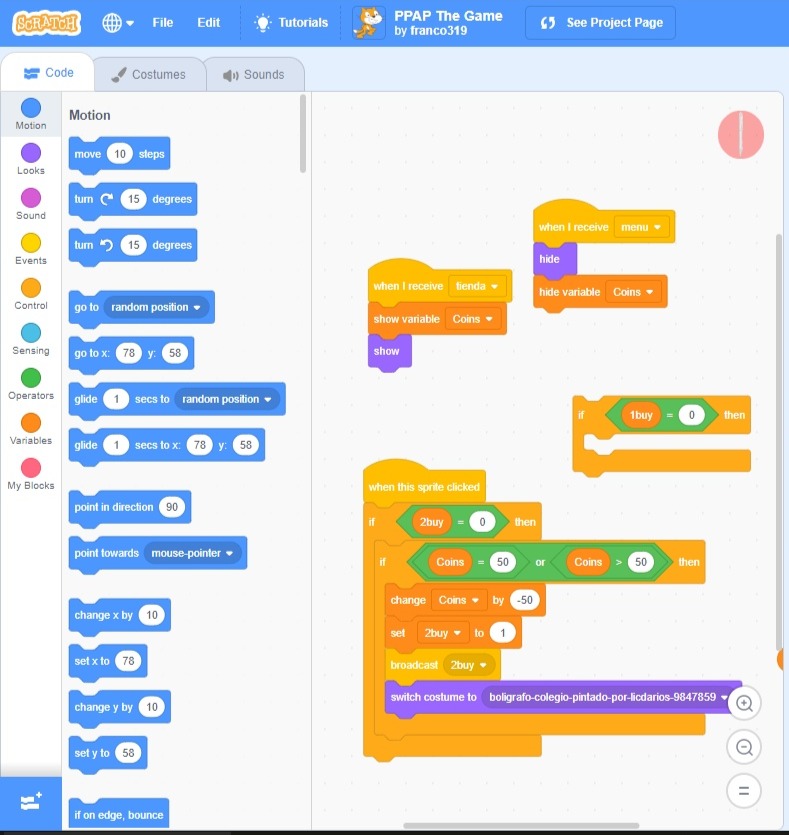 SCRATCH
File
Edit
Tutorials
PPAP The Game
by franco319
See Project Page
Code
Costumes
Sounds
Motion
Looks
Sound
Events
Control
Sensing
Operators
Variables
My Blocks
Motion
move 10 steps
turn 15 degrees
turn 15 degrees
go to random position
go to x: 78 y: 58
glide 1 secs to random position
glide 1 secs to x: 78 y: 58
point in direction 90
point towards mouse-pointer
change x by 10
set x to 78
change y by 10
set y to 58
if on edge, bounce
when I receive menu
hide
hide variable Coins
when I receive tienda
show variable Coins
show
if 1buy = 0 then
when this sprite clicked
if 2buy = 0 then
if Coins = 50 or Coins > 50 then
change Coins by -50
set 2buy to 1
broadcast 2buy
switch costume to boligrafo-colegio-pintado-por-licdarios-9847859